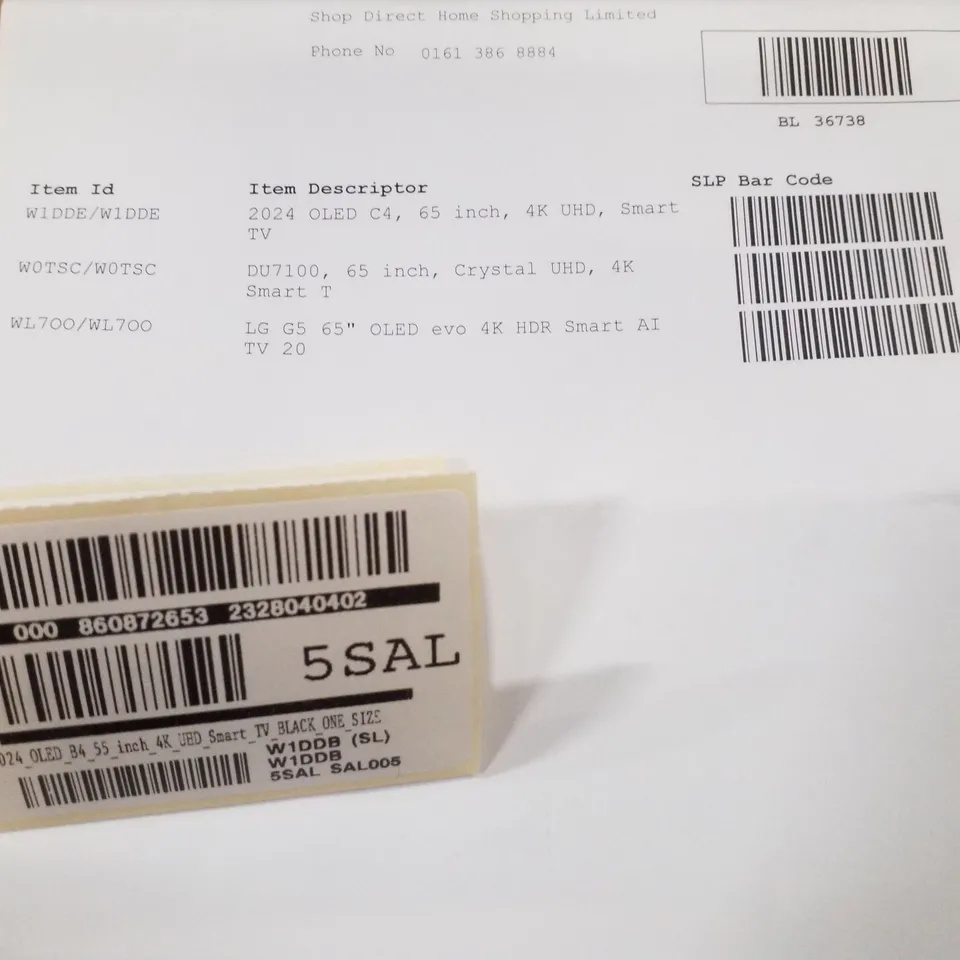 Shop Direct Home Shopping Limited
Phone No 0161 386 8884
BL 36738
Item Id Item Descriptor SLP Bar Code
W1DDE/W1DDE 2024 OLED C4, 65 inch, 4K UHD, Smart
TV
W0TSC/W0TSC DU7100, 65 inch, Crystal UHD, 4K
Smart T
WL7OO/WL7OO LG G5 65" OLED evo 4K HDR Smart AI
TV 20
000 860872653 2328040402
5SAL
024_OLED_B4_55_inch_4K_UHD_Smart_TV_BLACK_ONE_SIZE
W1DDB (SL)
W1DDB
5SAL SAL005